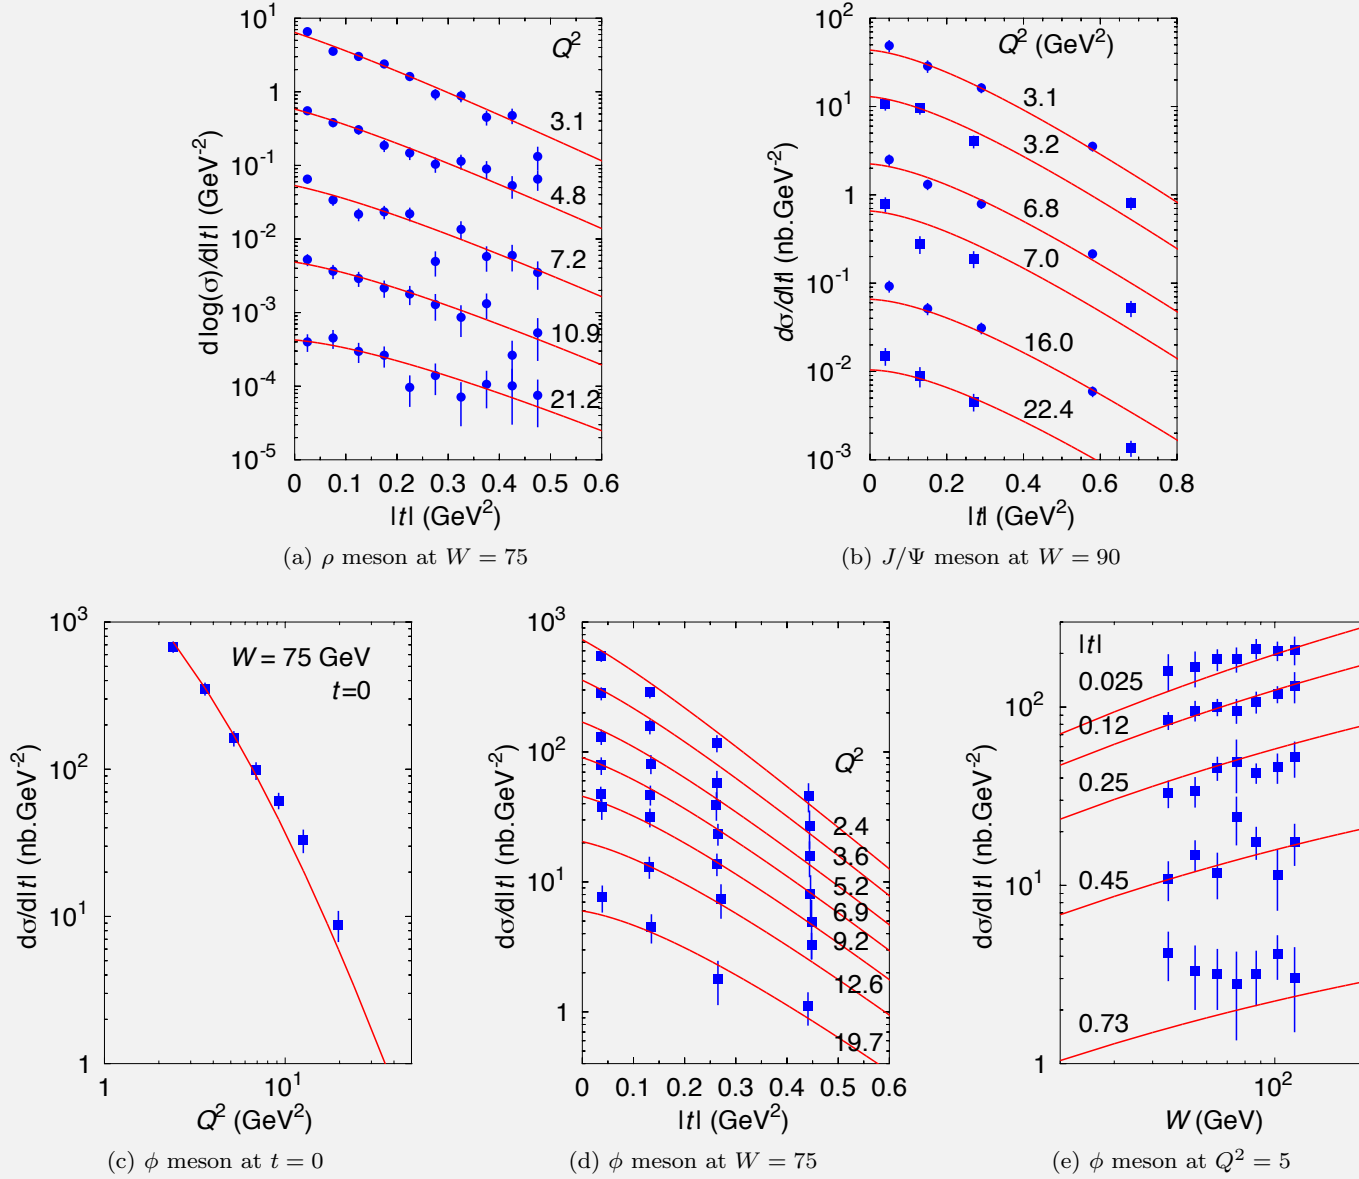 10^1
1
10^-1
10^-2
10^-3
10^-4
10^-5
dlog(σ)/d|t| (GeV^-2)
Q^2
3.1
4.8
7.2
10.9
21.2
0 0.1 0.2 0.3 0.4 0.5 0.6
|t| (GeV^2)
(a) ρ meson at W = 75
10^2
10^1
1
10^-1
10^-2
10^-3
dσ/d|t| (nb.GeV^-2)
Q^2 (GeV^2)
3.1
3.2
6.8
7.0
16.0
22.4
0 0.2 0.4 0.6 0.8
|t| (GeV^2)
(b) J/Ψ meson at W = 90
10^3
10^2
10^1
1
dσ/d|t| (nb.GeV^-2)
W = 75 GeV
t=0
1 10^1
Q^2 (GeV^2)
(c) ϕ meson at t = 0
10^3
10^2
10^1
1
dσ/d|t| (nb.GeV^-2)
Q^2
2.4
3.6
5.2
6.9
9.2
12.6
19.7
0 0.1 0.2 0.3 0.4 0.5 0.6
|t| (GeV^2)
(d) ϕ meson at W = 75
10^2
10^1
1
dσ/d|t| (nb.GeV^-2)
|t|
0.025
0.12
0.25
0.45
0.73
10^2
W (GeV)
(e) ϕ meson at Q^2 = 5